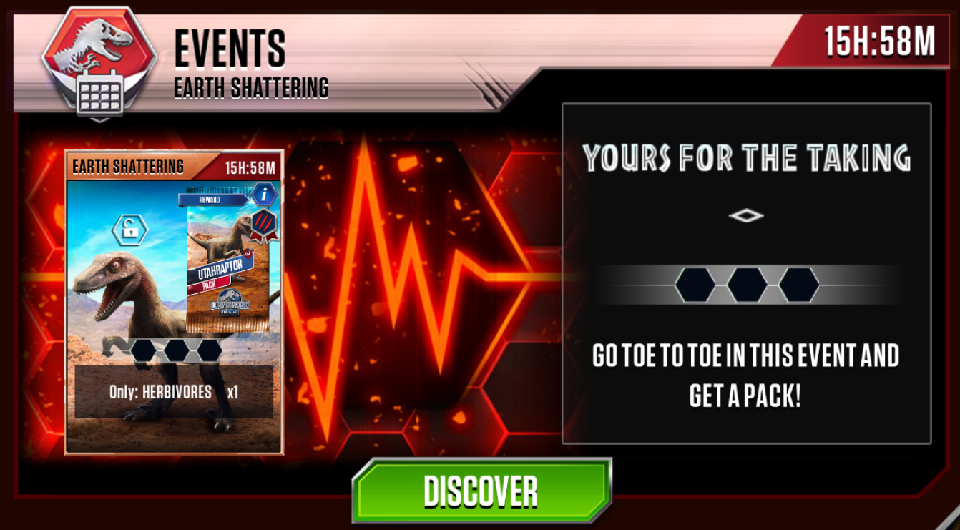 EVENTS
EARTH SHATTERING
15H:58M
EARTH SHATTERING
15H:58M
i
UTAHRAPTOR
PACK
Only: HERBIVORES x1
YOURS FOR THE TAKING
GO TOE TO TOE IN THIS EVENT AND
GET A PACK!
DISCOVER